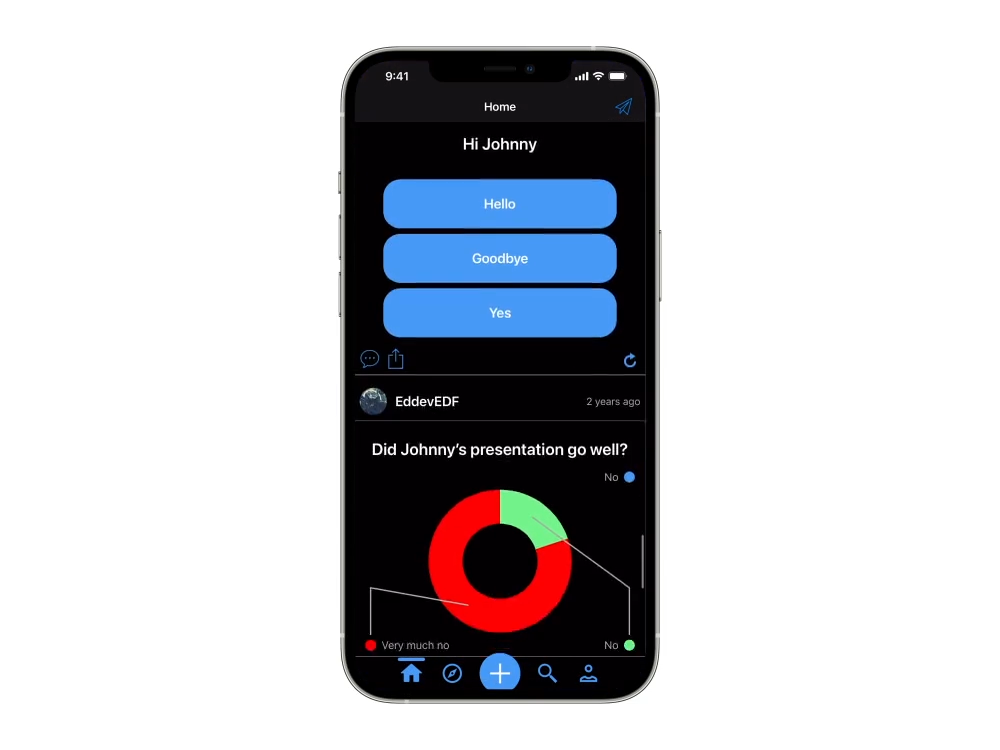 9:41
Home
Hi Johnny
Hello
Goodbye
Yes
EddevEDF
2 years ago
Did Johnny’s presentation go well?
No
Very much no
No